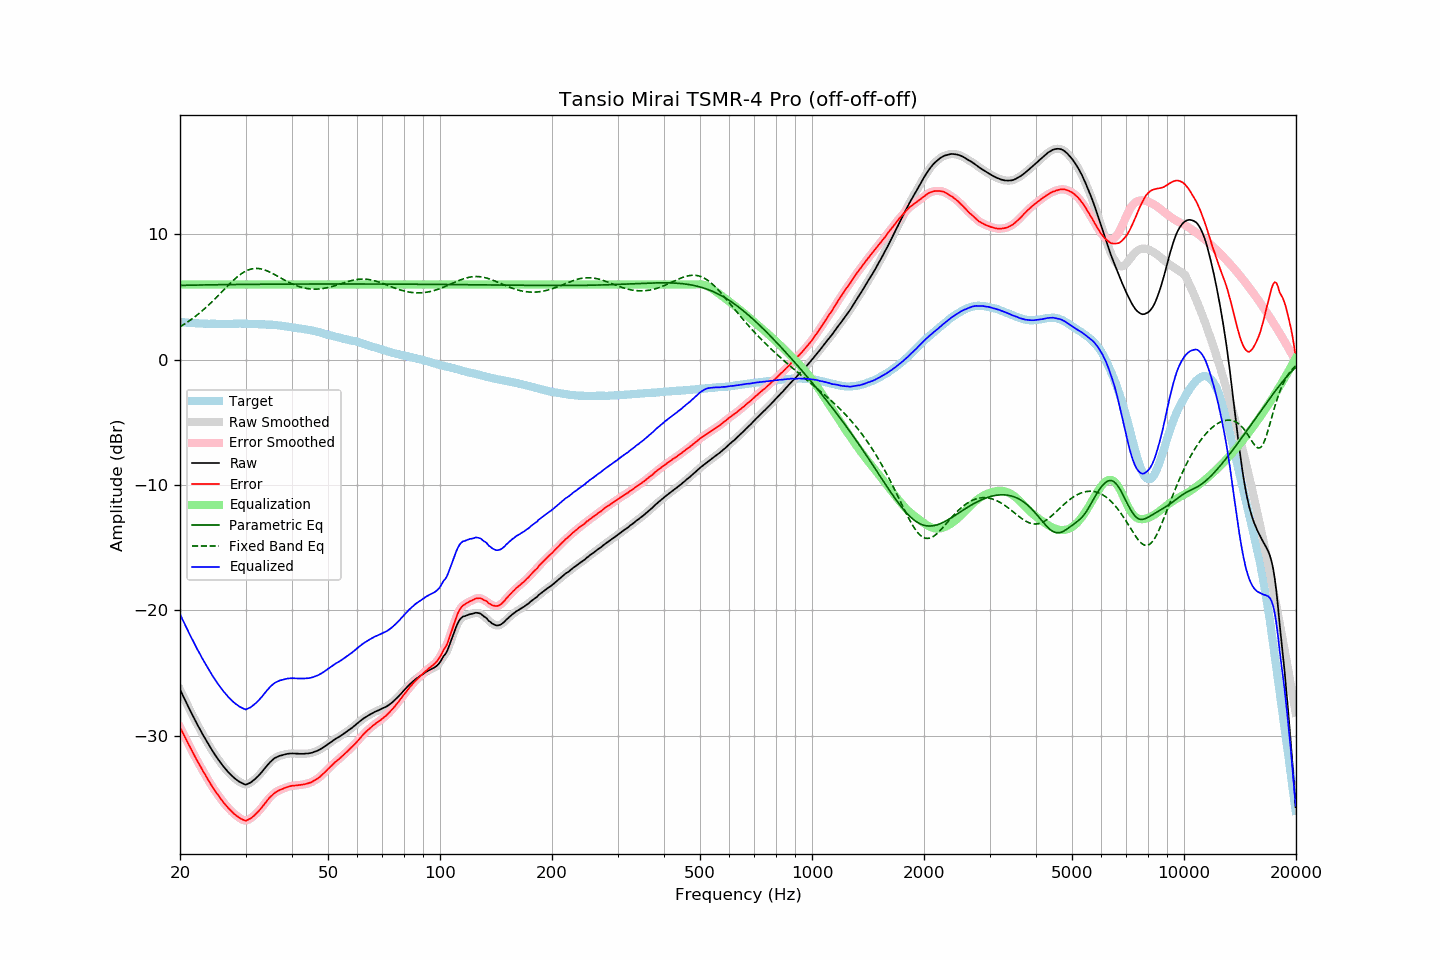 Tansio Mirai TSMR-4 Pro (off-off-off)
Amplitude (dBr)
10
0
−10
−20
−30
Target
Raw Smoothed
Error Smoothed
Raw
Error
Equalization
Parametric Eq
Fixed Band Eq
Equalized
20 50 100 200 500 1000 2000 5000 10000 20000
Frequency (Hz)